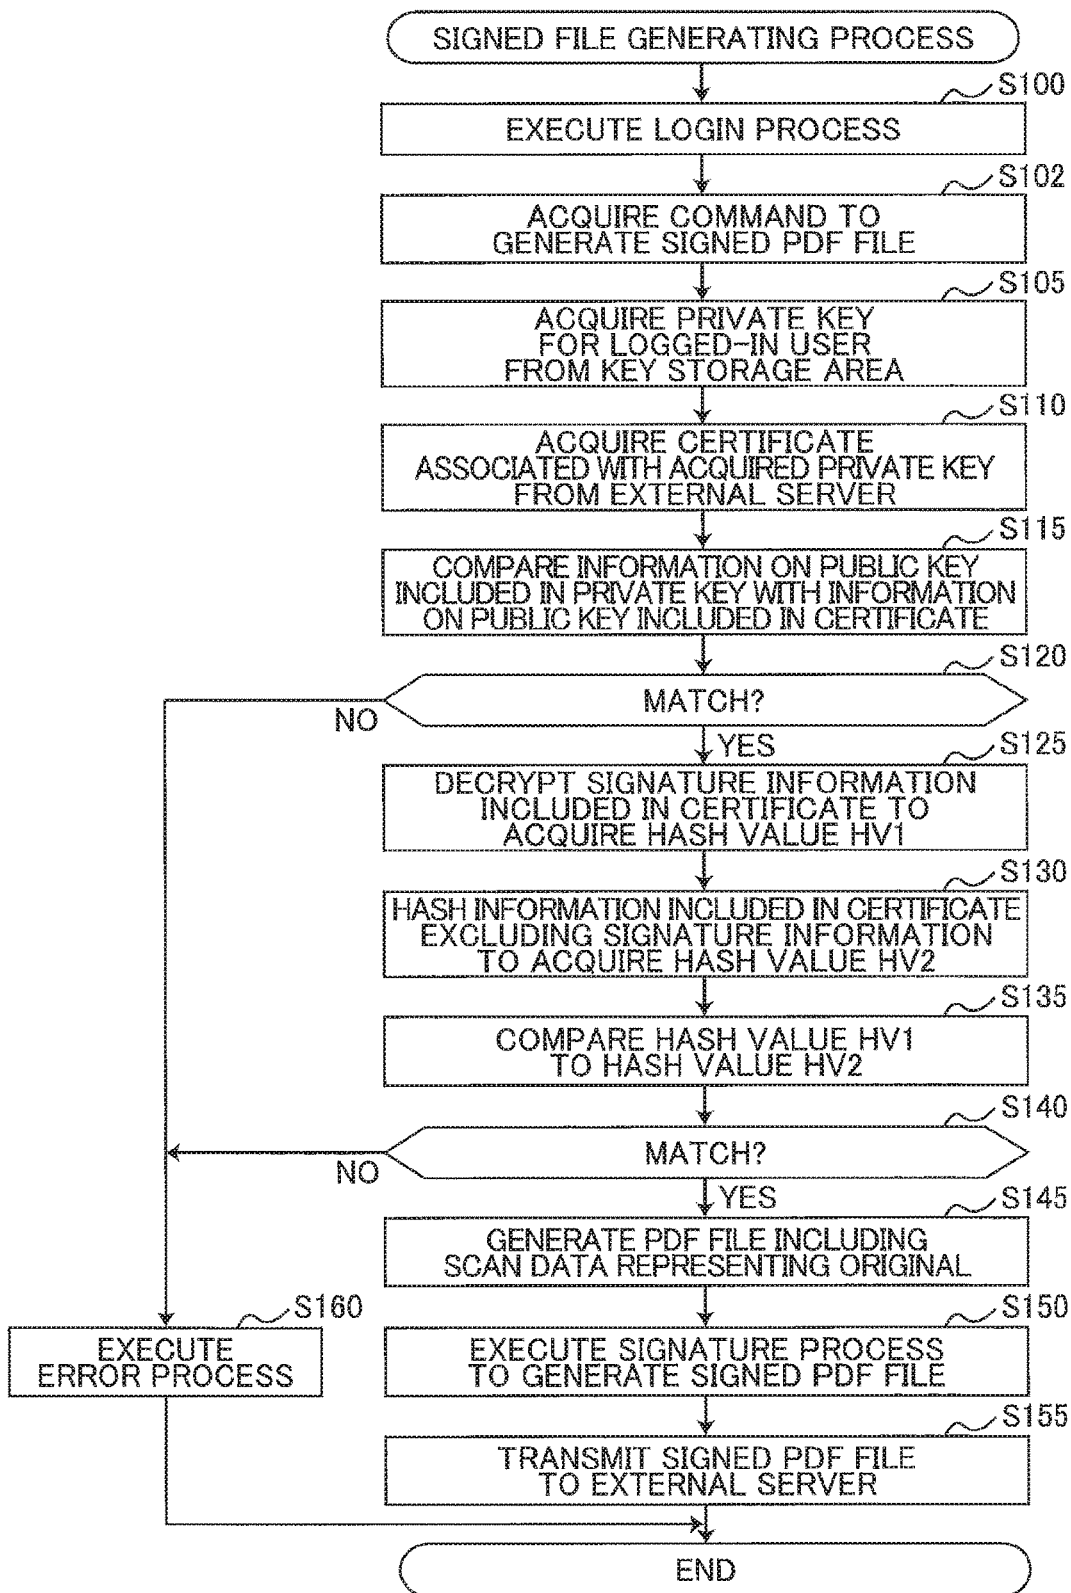 SIGNED FILE GENERATING PROCESS
S100
EXECUTE LOGIN PROCESS
S102
ACQUIRE COMMAND TO
GENERATE SIGNED PDF FILE
S105
ACQUIRE PRIVATE KEY
FOR LOGGED-IN USER
FROM KEY STORAGE AREA
S110
ACQUIRE CERTIFICATE
ASSOCIATED WITH ACQUIRED PRIVATE KEY
FROM EXTERNAL SERVER
S115
COMPARE INFORMATION ON PUBLIC KEY
INCLUDED IN PRIVATE KEY WITH INFORMATION
ON PUBLIC KEY INCLUDED IN CERTIFICATE
S120
MATCH?
NO
YES
S125
DECRYPT SIGNATURE INFORMATION
INCLUDED IN CERTIFICATE TO
ACQUIRE HASH VALUE HV1
S130
HASH INFORMATION INCLUDED IN CERTIFICATE
EXCLUDING SIGNATURE INFORMATION
TO ACQUIRE HASH VALUE HV2
S135
COMPARE HASH VALUE HV1
TO HASH VALUE HV2
S140
MATCH?
NO
YES
S145
GENERATE PDF FILE INCLUDING
SCAN DATA REPRESENTING ORIGINAL
S160
EXECUTE
ERROR PROCESS
S150
EXECUTE SIGNATURE PROCESS
TO GENERATE SIGNED PDF FILE
S155
TRANSMIT SIGNED PDF FILE
TO EXTERNAL SERVER
END